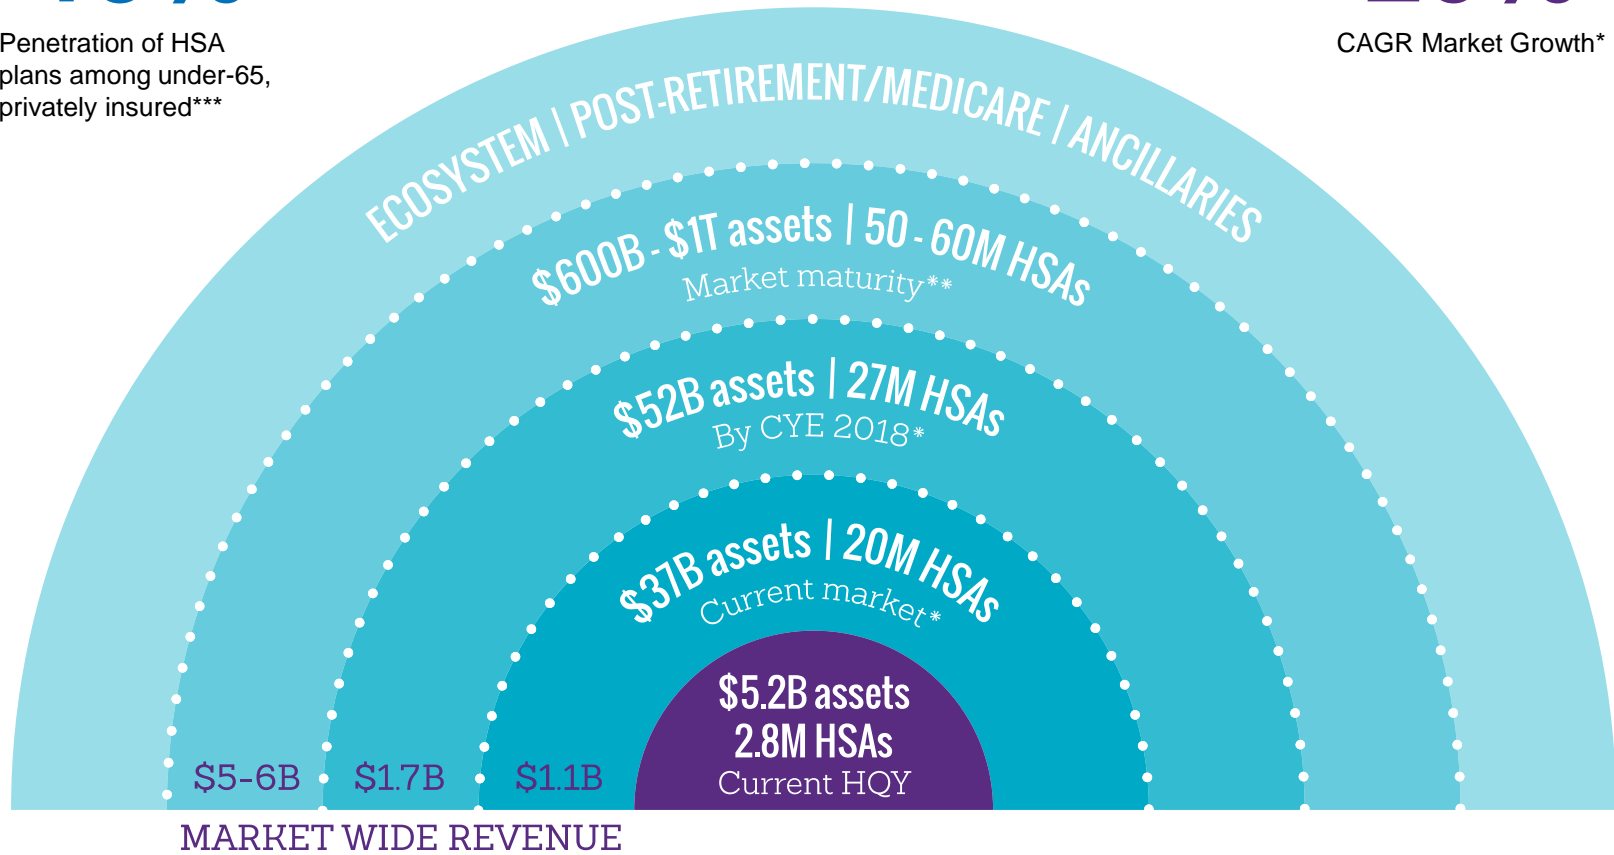 Penetration of HSA
plans among under-65,
privately insured***
CAGR Market Growth*
ECOSYSTEM | POST-RETIREMENT/MEDICARE | ANCILLARIES
$600B - $1T assets | 50 - 60M HSAs
Market maturity**
$52B assets | 27M HSAs
By CYE 2018*
$37B assets | 20M HSAs
Current market*
$5.2B assets
2.8M HSAs
Current HQY
$5-6B
$1.7B
$1.1B
MARKET WIDE REVENUE